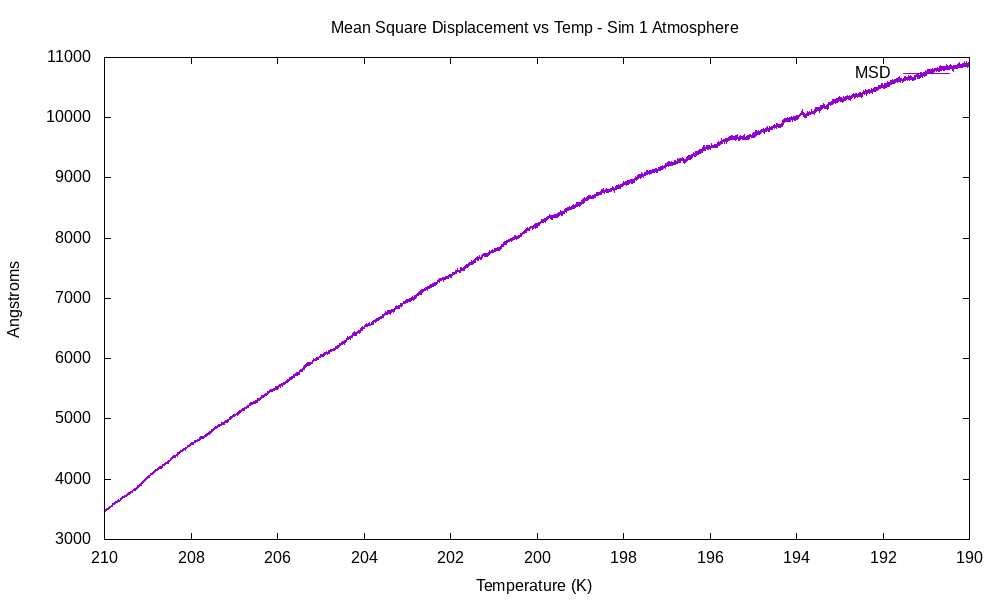 Mean Square Displacement vs Temp - Sim 1 Atmosphere
11000
MSD
10000
9000
8000
7000
Angstroms
6000
5000
4000
3000
210 208 206 204 202 200 198 196 194 192 190
Temperature (K)